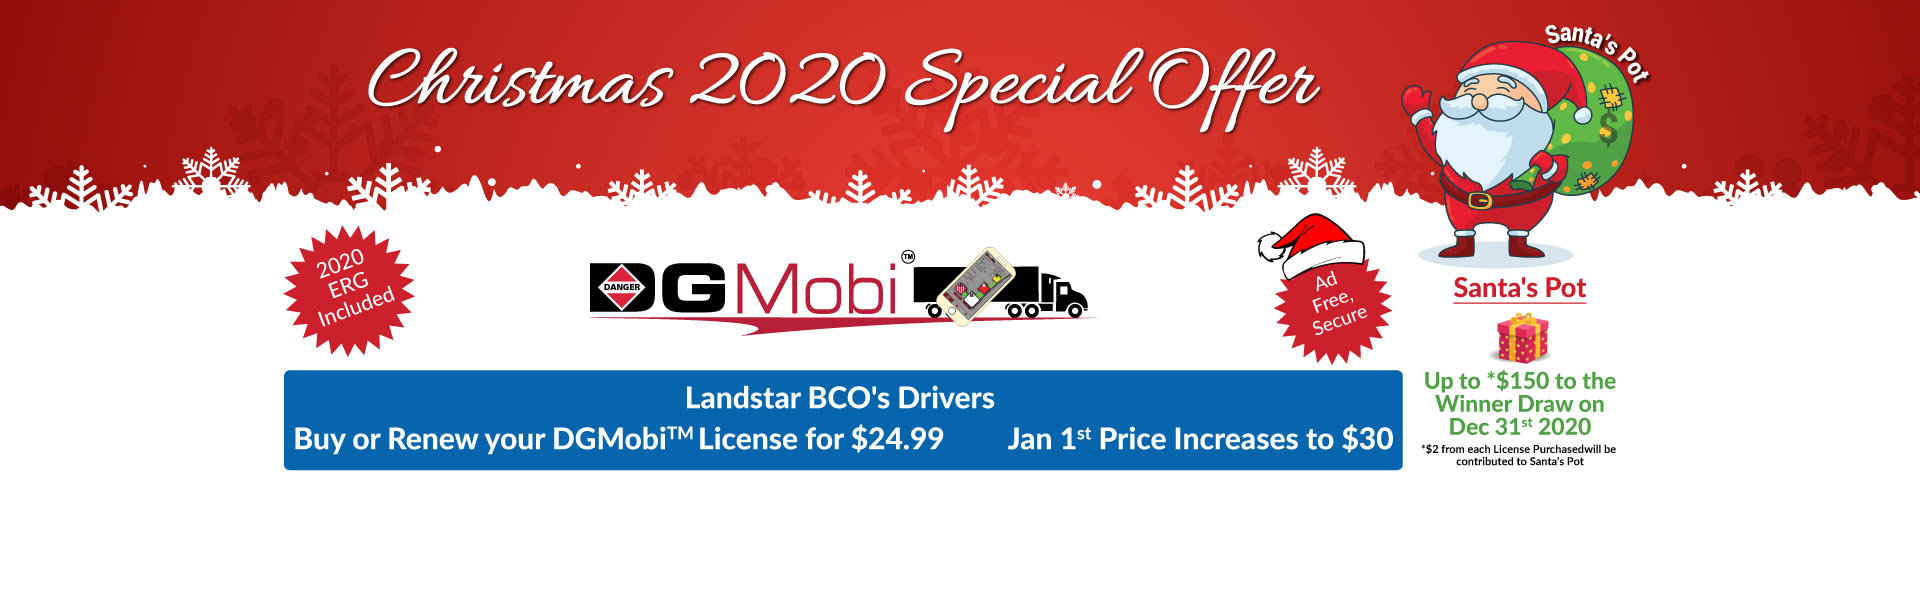 Christmas 2020 Special Offer
Santa's Pot
$
2020
ERG
Included
DANGER
DGMobi™
Ad
Free,
Secure
Santa's Pot
Landstar BCO's Drivers
Buy or Renew your DGMobi™ License for $24.99 Jan 1st Price Increases to $30
Up to *$150 to the
Winner Draw on
Dec 31st 2020
*$2 from each License Purchasedwill be
contributed to Santa's Pot